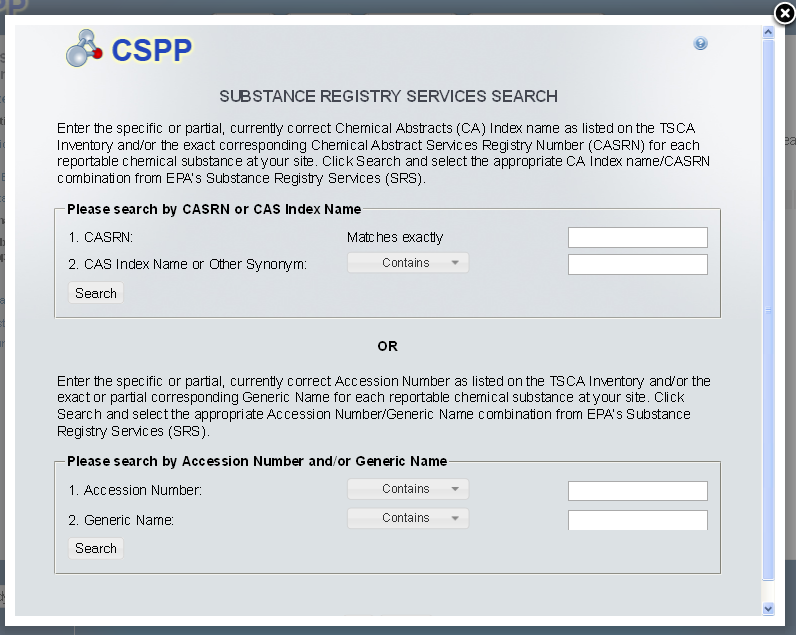 CSPP
SUBSTANCE REGISTRY SERVICES SEARCH
Enter the specific or partial, currently correct Chemical Abstracts (CA) Index name as listed on the TSCA
Inventory and/or the exact corresponding Chemical Abstract Services Registry Number (CASRN) for each
reportable chemical substance at your site. Click Search and select the appropriate CA Index name/CASRN
combination from EPA's Substance Registry Services (SRS).
Please search by CASRN or CAS Index Name
1. CASRN: Matches exactly
2. CAS Index Name or Other Synonym: Contains
Search
OR
Enter the specific or partial, currently correct Accession Number as listed on the TSCA Inventory and/or the
exact or partial corresponding Generic Name for each reportable chemical substance at your site. Click
Search and select the appropriate Accession Number/Generic Name combination from EPA's Substance
Registry Services (SRS).
Please search by Accession Number and/or Generic Name
1. Accession Number: Contains
2. Generic Name: Contains
Search